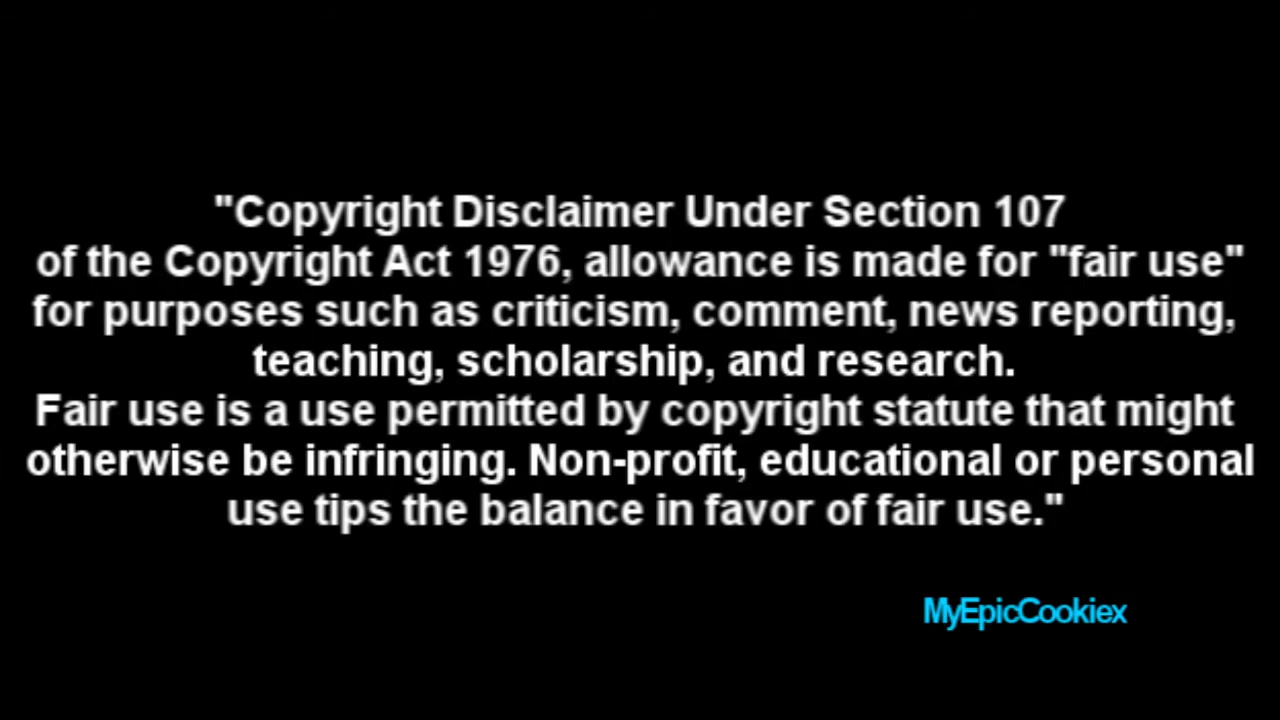 "Copyright Disclaimer Under Section 107
of the Copyright Act 1976, allowance is made for "fair use"
for purposes such as criticism, comment, news reporting,
teaching, scholarship, and research.
Fair use is a use permitted by copyright statute that might
otherwise be infringing. Non-profit, educational or personal
use tips the balance in favor of fair use."
MyEpicCookiex